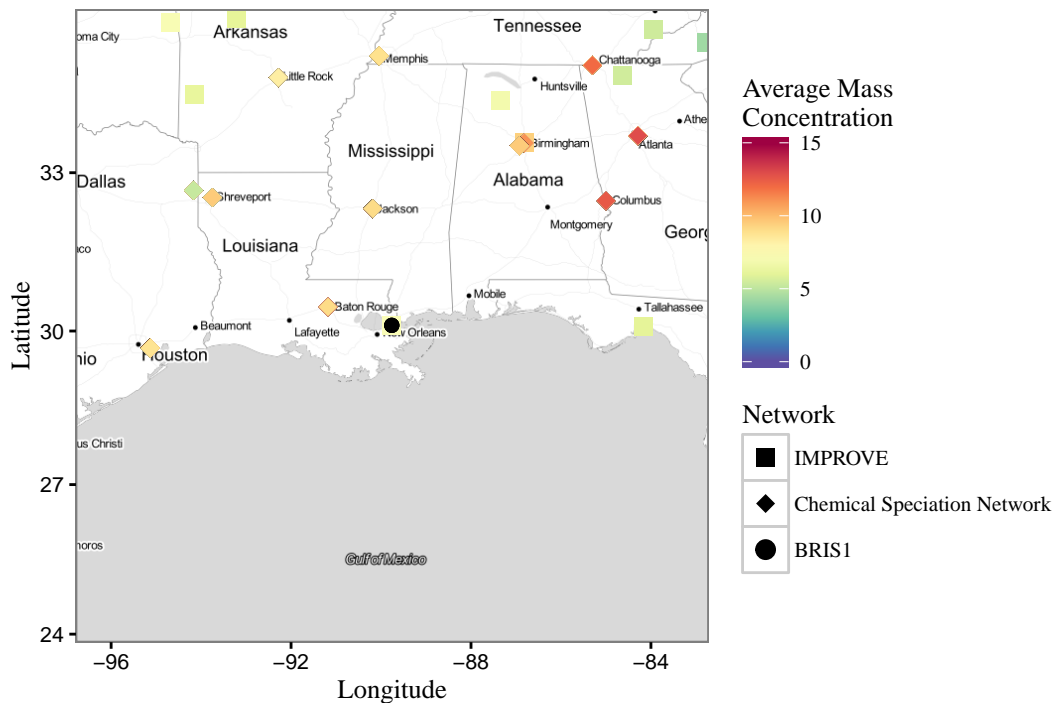 Arkansas
Tennessee
oma City
Memphis
Chattanooga
Little Rock
Huntsville
Athe
Mississippi
Birmingham
Atlanta
Dallas
Alabama
Shreveport
Jackson
Columbus
Montgomery
Georg
Louisiana
co
Mobile
Baton Rouge
Tallahassee
Beaumont
Lafayette
New Orleans
Houston
nio
us Christi
noros
Gulf of Mexico
33
30
27
24
Latitude
−96
−92
−88
−84
Longitude
Average Mass
Concentration
15
10
5
0
Network
IMPROVE
Chemical Speciation Network
BRIS1